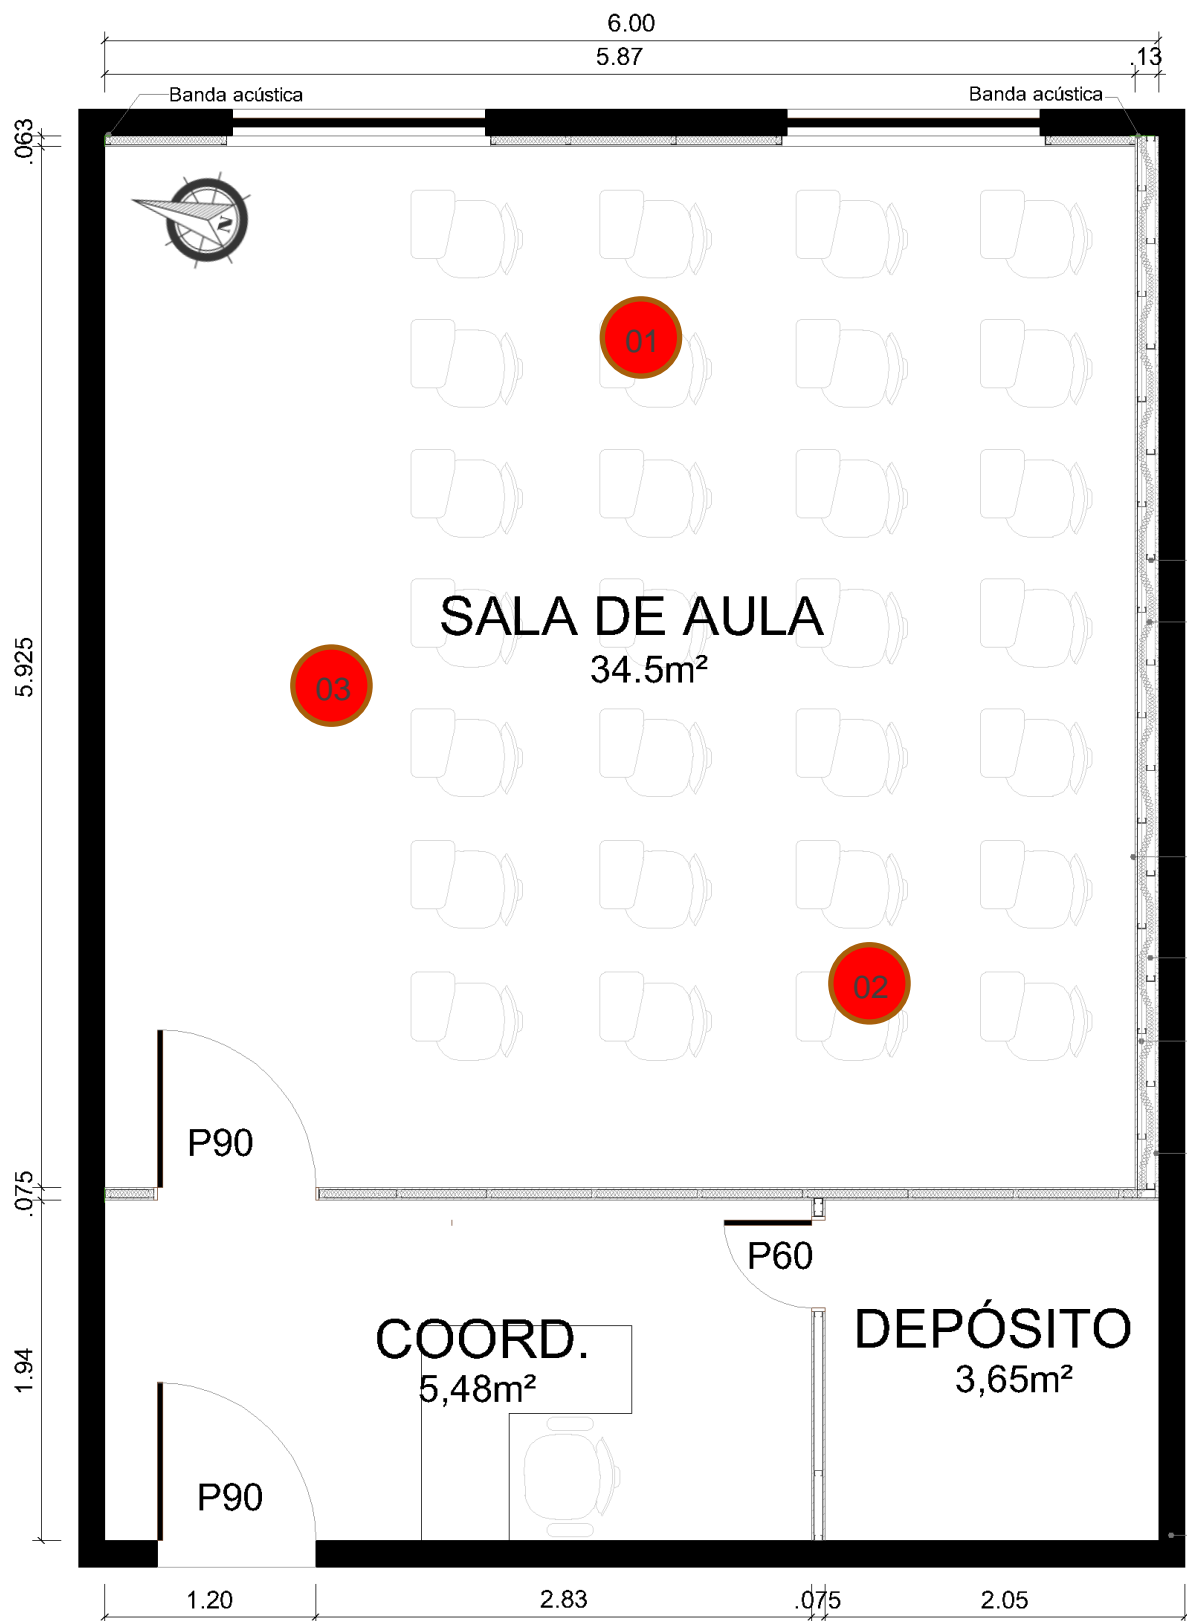 6.00
5.87
.13
Banda acústica
Banda acústica
.063
N
01
SALA DE AULA
34.5m²
5.925
03
02
P90
.075
P60
COORD.
5,48m²
DEPÓSITO
3,65m²
1.94
P90
1.20
2.83
.075
2.05